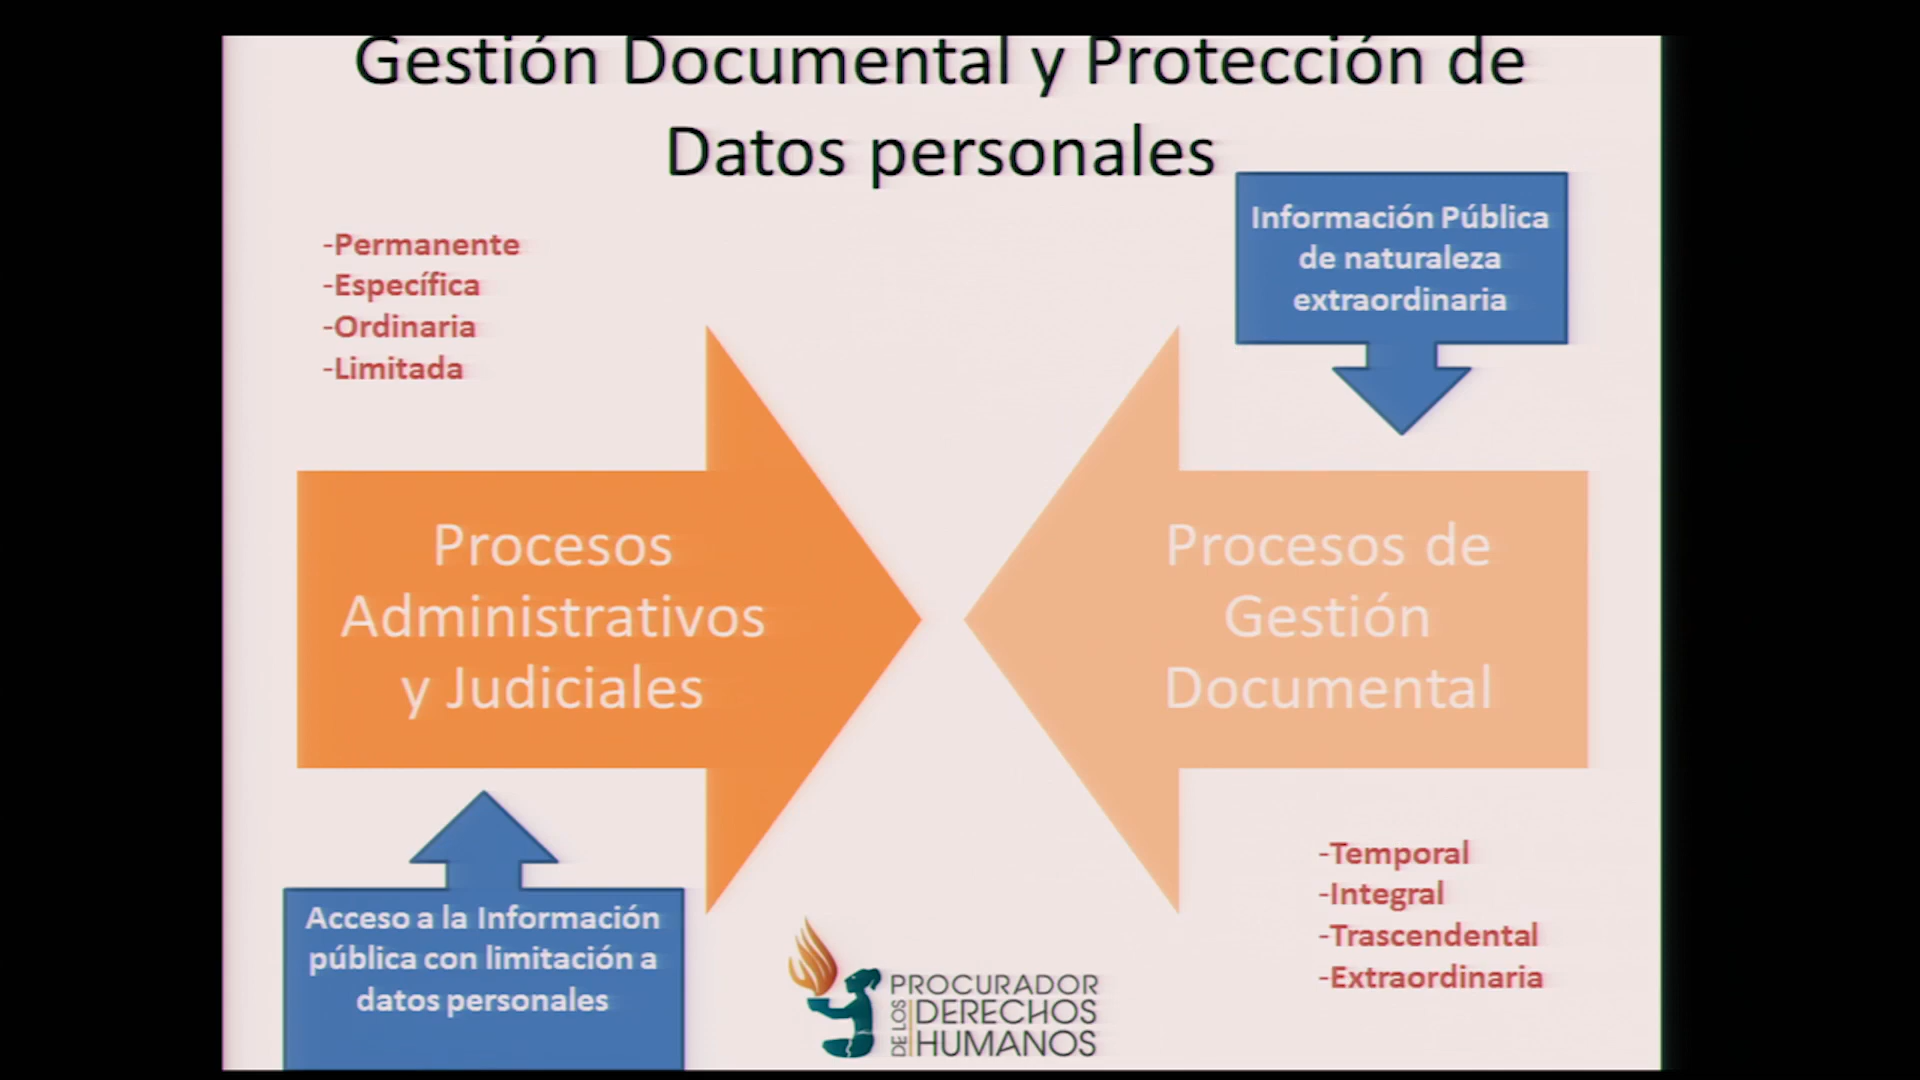 Gestión Documental y Protección de
Datos personales
-Permanente
-Específica
-Ordinaria
-Limitada
Información Pública
de naturaleza
extraordinaria
Procesos
Administrativos
y Judiciales
Procesos de
Gestión
Documental
Acceso a la Información
pública con limitación a
datos personales
-Temporal
-Integral
-Trascendental
-Extraordinaria
PROCURADOR
DE LOS
DERECHOS
HUMANOS